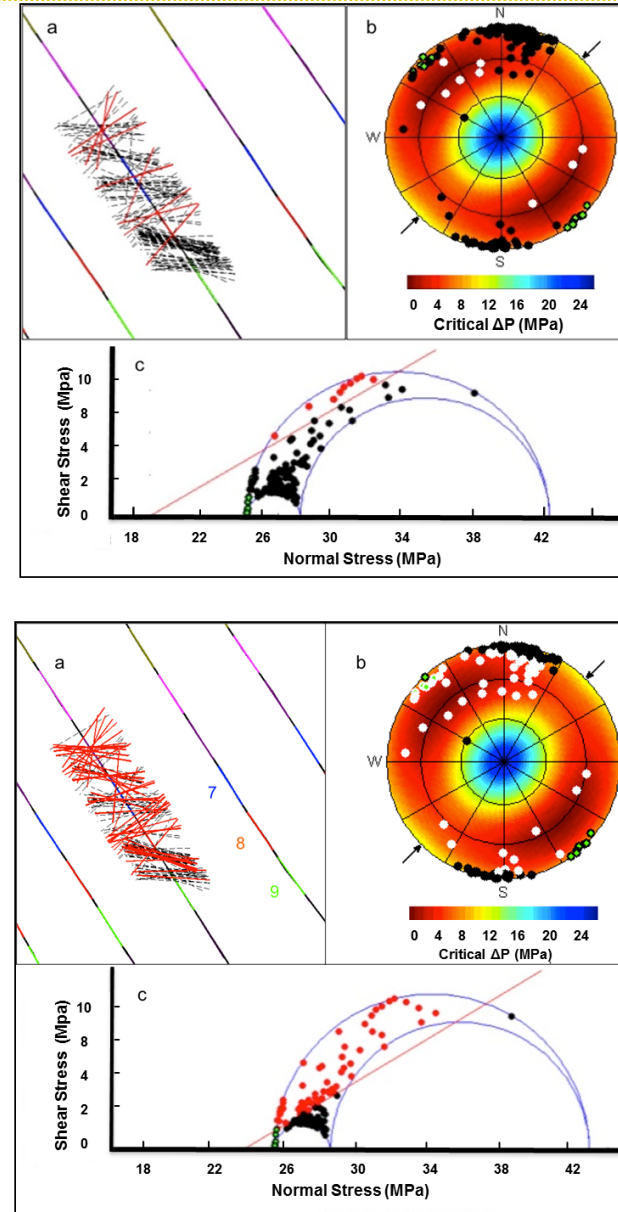 a
b
N
W
S
0 4 8 12 16 20 24
Critical ΔP (MPa)
c
Shear Stress (Mpa)
10
8
4
2
0
18 22 26 30 34 38 42
Normal Stress (MPa)
a
7
8
9
b
N
W
S
0 4 8 12 16 20 24
Critical ΔP (MPa)
c
Shear Stress (Mpa)
10
8
4
2
0
18 22 26 30 34 38 42
Normal Stress (MPa)